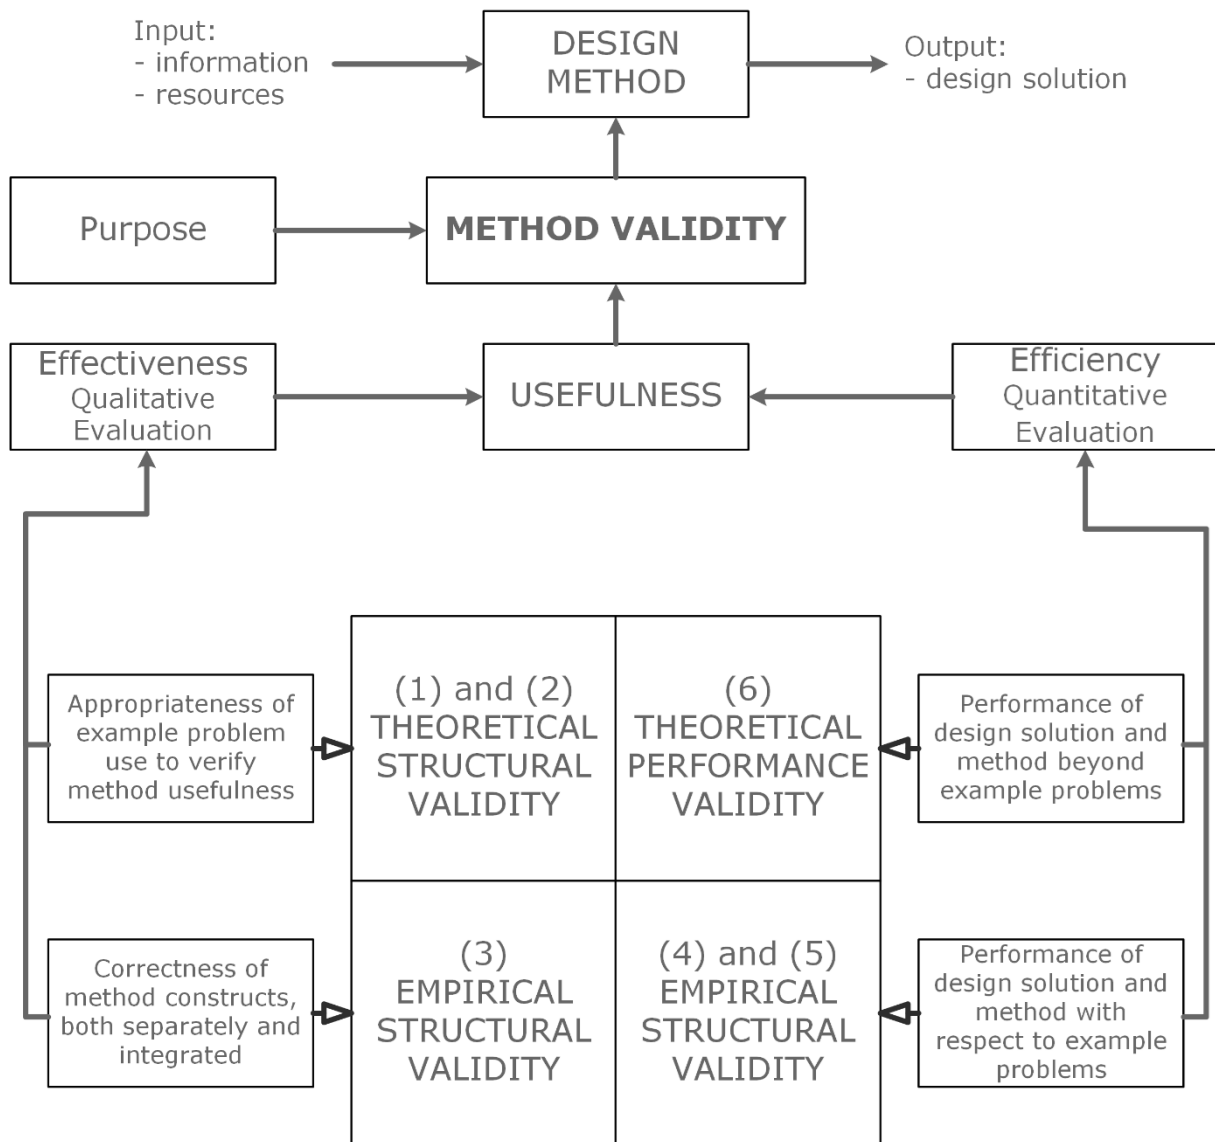 Input:
- information
- resources
DESIGN
METHOD
Output:
- design solution
Purpose
METHOD VALIDITY
Effectiveness
Qualitative
Evaluation
USEFULNESS
Efficiency
Quantitative
Evaluation
Appropriateness of
example problem
use to verify
method usefulness
(1) and (2)
THEORETICAL
STRUCTURAL
VALIDITY
(6)
THEORETICAL
PERFORMANCE
VALIDITY
Performance of
design solution and
method beyond
example problems
Correctness of
method constructs,
both separately and
integrated
(3)
EMPIRICAL
STRUCTURAL
VALIDITY
(4) and (5)
EMPIRICAL
STRUCTURAL
VALIDITY
Performance of
design solution and
method with
respect to example
problems